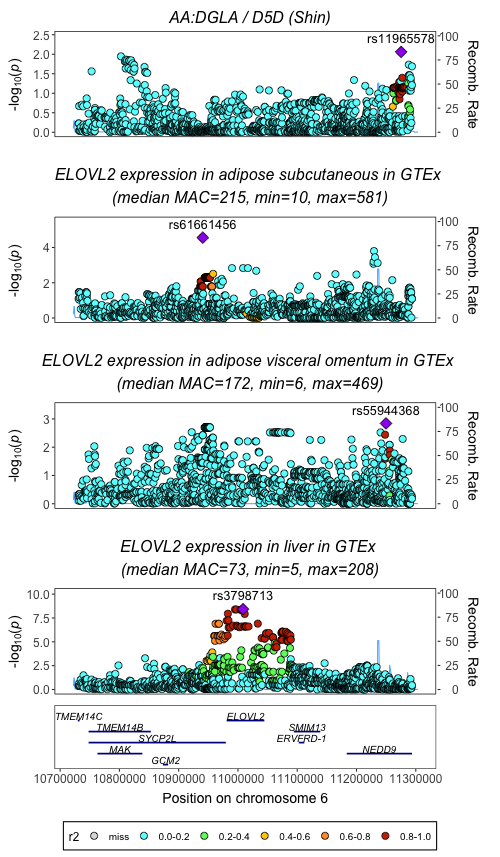 AA:DGLA / D5D (Shin)
rs11965578
2.5
2.0
1.5
1.0
0.5
0.0
-log10(p)
100
75
50
25
0
Recomb. Rate
ELOVL2 expression in adipose subcutaneous in GTEx
(median MAC=215, min=10, max=581)
rs61661456
4
2
0
-log10(p)
100
75
50
25
0
Recomb. Rate
ELOVL2 expression in adipose visceral omentum in GTEx
(median MAC=172, min=6, max=469)
rs55944368
3
2
1
0
-log10(p)
100
75
50
25
0
Recomb. Rate
ELOVL2 expression in liver in GTEx
(median MAC=73, min=5, max=208)
rs3798713
10.0
7.5
5.0
2.5
0.0
-log10(p)
100
75
50
25
0
Recomb. Rate
TMEM14C ELOVL2
TMEM14B SMIM13
SYCP2L ERVFRD-1
MAK NEDD9
GCM2
10700000 10800000 10900000 11000000 11100000 11200000 11300000
Position on chromosome 6
r2 miss 0.0-0.2 0.2-0.4 0.4-0.6 0.6-0.8 0.8-1.0